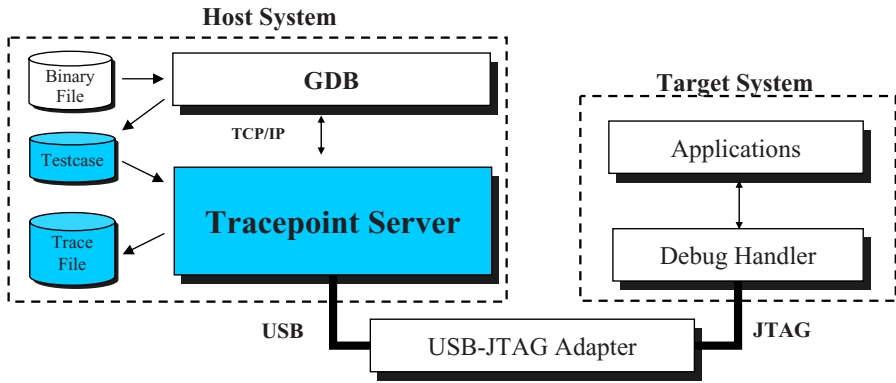 Host System
Binary
File
GDB
Target System
TCP/IP
Testcase
Applications
Tracepoint Server
Trace
File
Debug Handler
USB
JTAG
USB-JTAG Adapter